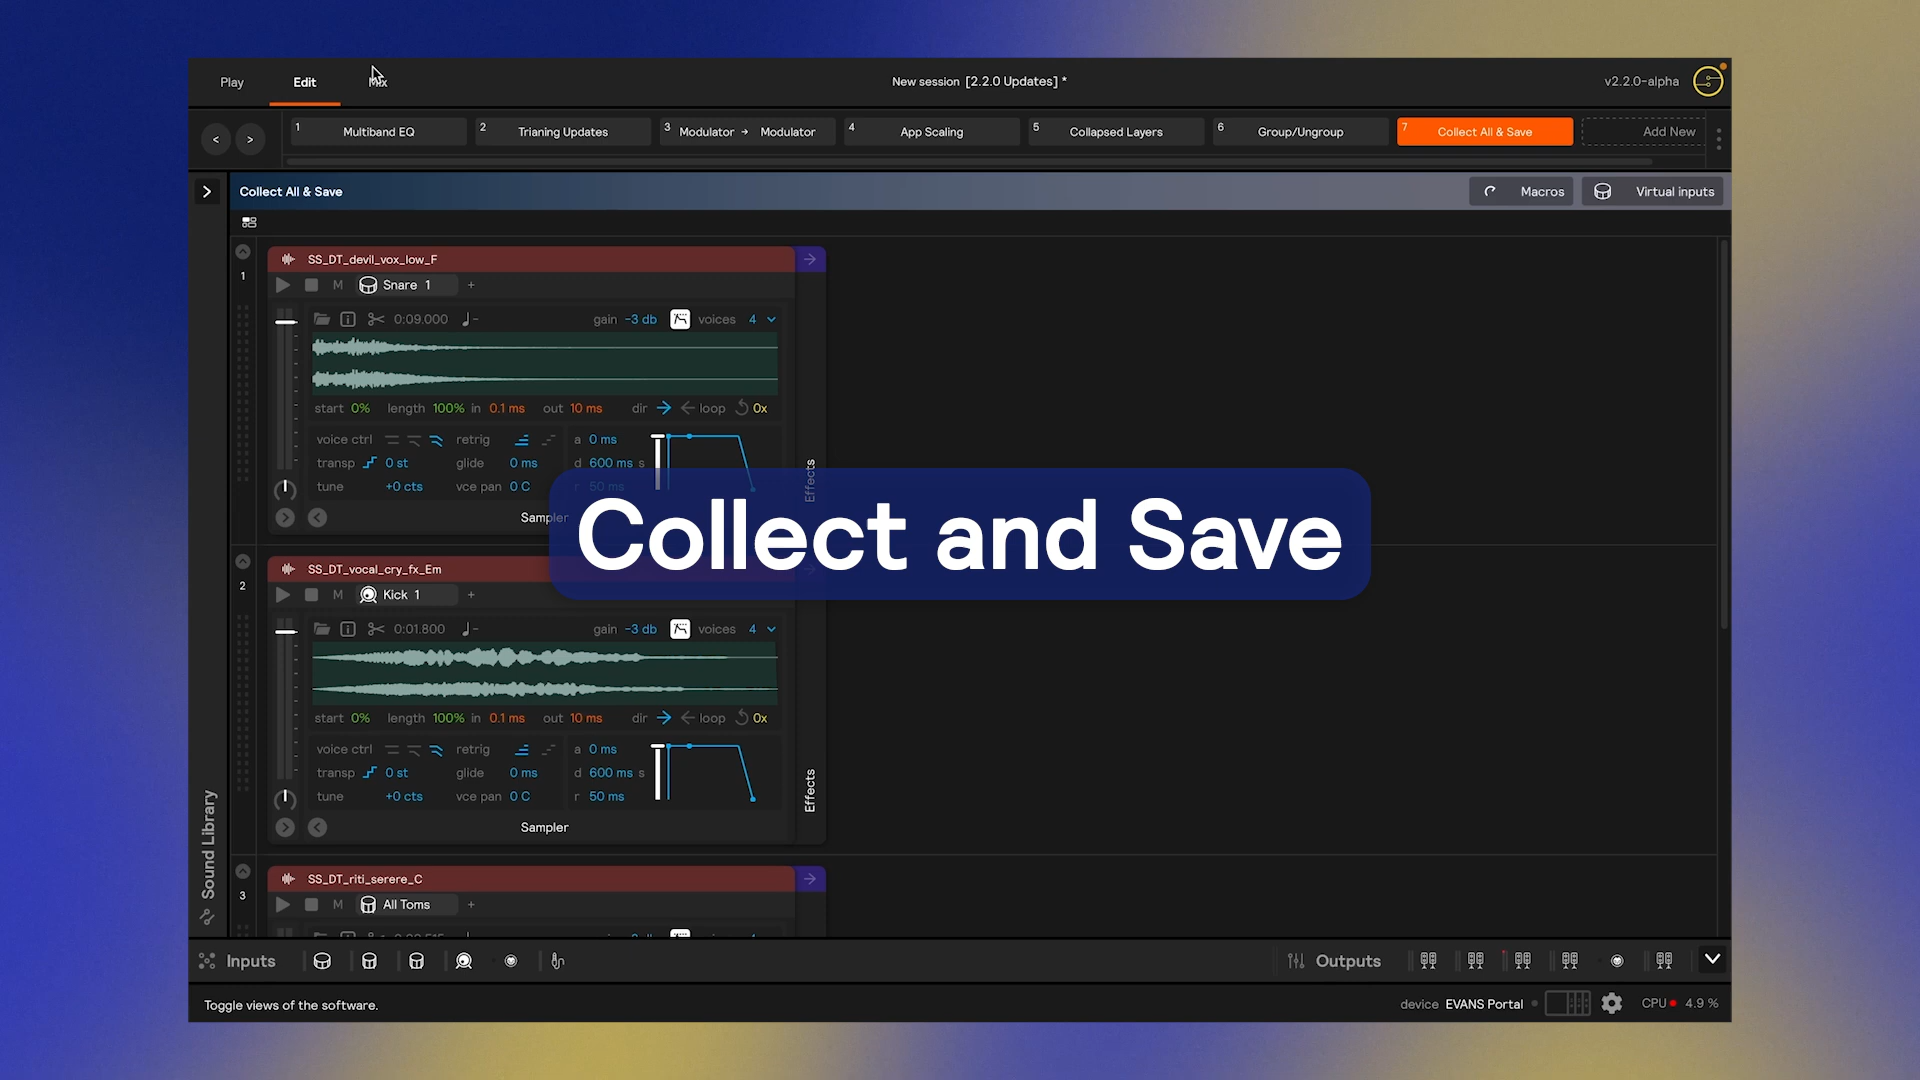 Play Edit Mix New session [2.2.0 Updates] * v2.2.0-alpha
< > 1 Multiband EQ 2 Trianing Updates 3 Modulator → Modulator 4 App Scaling 5 Collapsed Layers 6 Group/Ungroup 7 Collect All & Save Add New
Collect All & Save Macros Virtual inputs
SS_DT_devil_vox_low_F
1 M Snare 1 +
0:09.000 - gain -3 db voices 4
start 0% length 100% in 0.1 ms out 10 ms dir loop 0x
voice ctrl retrig a 0 ms
transp 0 st glide 0 ms d 600 ms s
tune +0 cts vce pan 0 C r 50 ms
Effects
Sampler
Collect and Save
SS_DT_vocal_cry_fx_Em
2 M Kick 1 +
0:01.800 - gain -3 db voices 4
start 0% length 100% in 0.1 ms out 10 ms dir loop 0x
voice ctrl retrig a 0 ms
transp 0 st glide 0 ms d 600 ms s
tune +0 cts vce pan 0 C r 50 ms
Effects
Sampler
Sound Library
SS_DT_riti_serere_C
3 M All Toms +
Inputs Outputs
Toggle views of the software. device EVANS Portal CPU 4.9 %